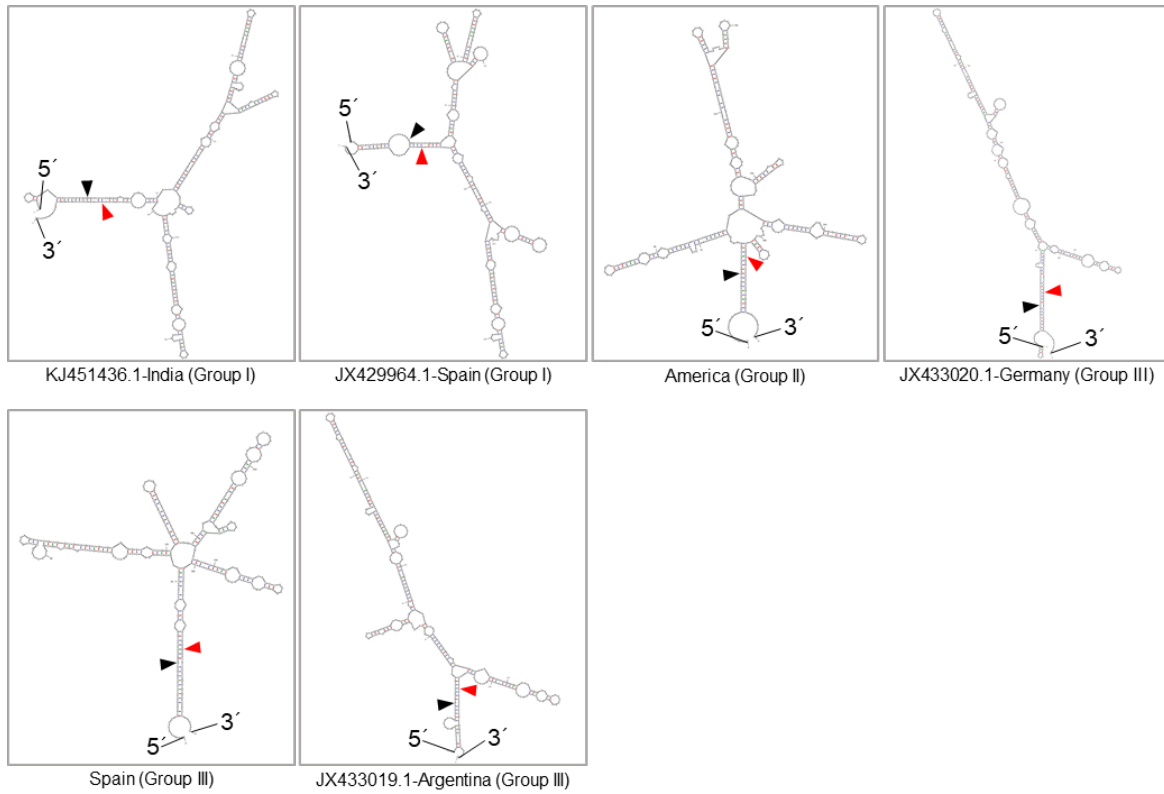 5´
3´
KJ451436.1-India (Group I)
5´
3´
JX429964.1-Spain (Group I)
5´ 3´
America (Group II)
5´ 3´
JX433020.1-Germany (Group III)
5´ 3´
Spain (Group III)
5´ 3´
JX433019.1-Argentina (Group III)